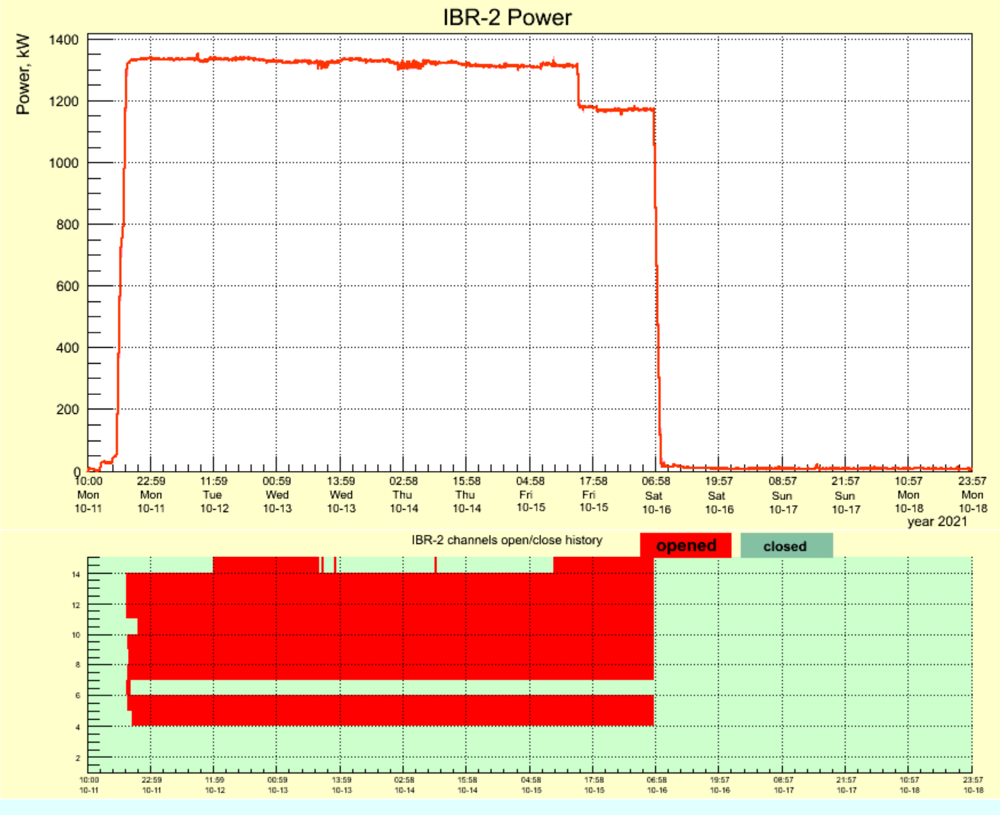 IBR-2 Power
Power, kW
1400
1200
1000
800
600
400
200
0
10:00 22:59 11:59 00:59 13:59 02:58 15:58 04:58 17:58 06:58 19:57 08:57 21:57 10:57 23:57
Mon Mon Tue Wed Wed Thu Thu Fri Fri Sat Sat Sun Sun Mon Mon
10-11 10-11 10-12 10-13 10-13 10-14 10-14 10-15 10-15 10-16 10-16 10-17 10-17 10-18 10-18
year 2021
IBR-2 channels open/close history opened closed
14
12
10
8
6
4
2
10:00 22:59 11:59 00:59 13:59 02:58 15:58 04:58 17:58 06:58 19:57 08:57 21:57 10:57 23:57
10-11 10-11 10-12 10-13 10-13 10-14 10-14 10-15 10-15 10-16 10-16 10-17 10-17 10-18 10-18